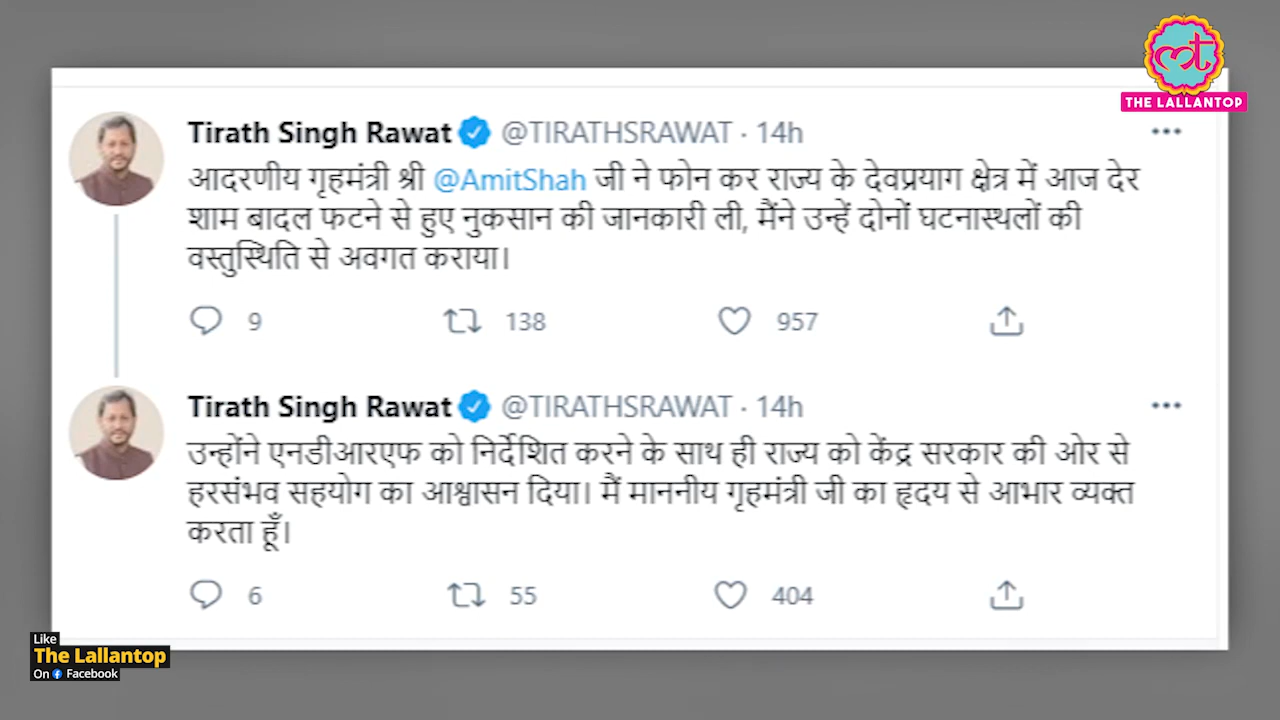 THE LALLANTOP
Tirath Singh Rawat @TIRATHSRAWAT · 14h
आदरणीय गृहमंत्री श्री @AmitShah जी ने फोन कर राज्य के देवप्रयाग क्षेत्र में आज देर
शाम बादल फटने से हुए नुकसान की जानकारी ली, मैंने उन्हें दोनों घटनास्थलों की
वस्तुस्थिति से अवगत कराया।
9 138 957
Tirath Singh Rawat @TIRATHSRAWAT · 14h
उन्होंने एनडीआरएफ को निर्देशित करने के साथ ही राज्य को केंद्र सरकार की ओर से
हरसंभव सहयोग का आश्वासन दिया। मैं माननीय गृहमंत्री जी का हृदय से आभार व्यक्त
करता हूँ।
6 55 404
Like
The Lallantop
On Facebook